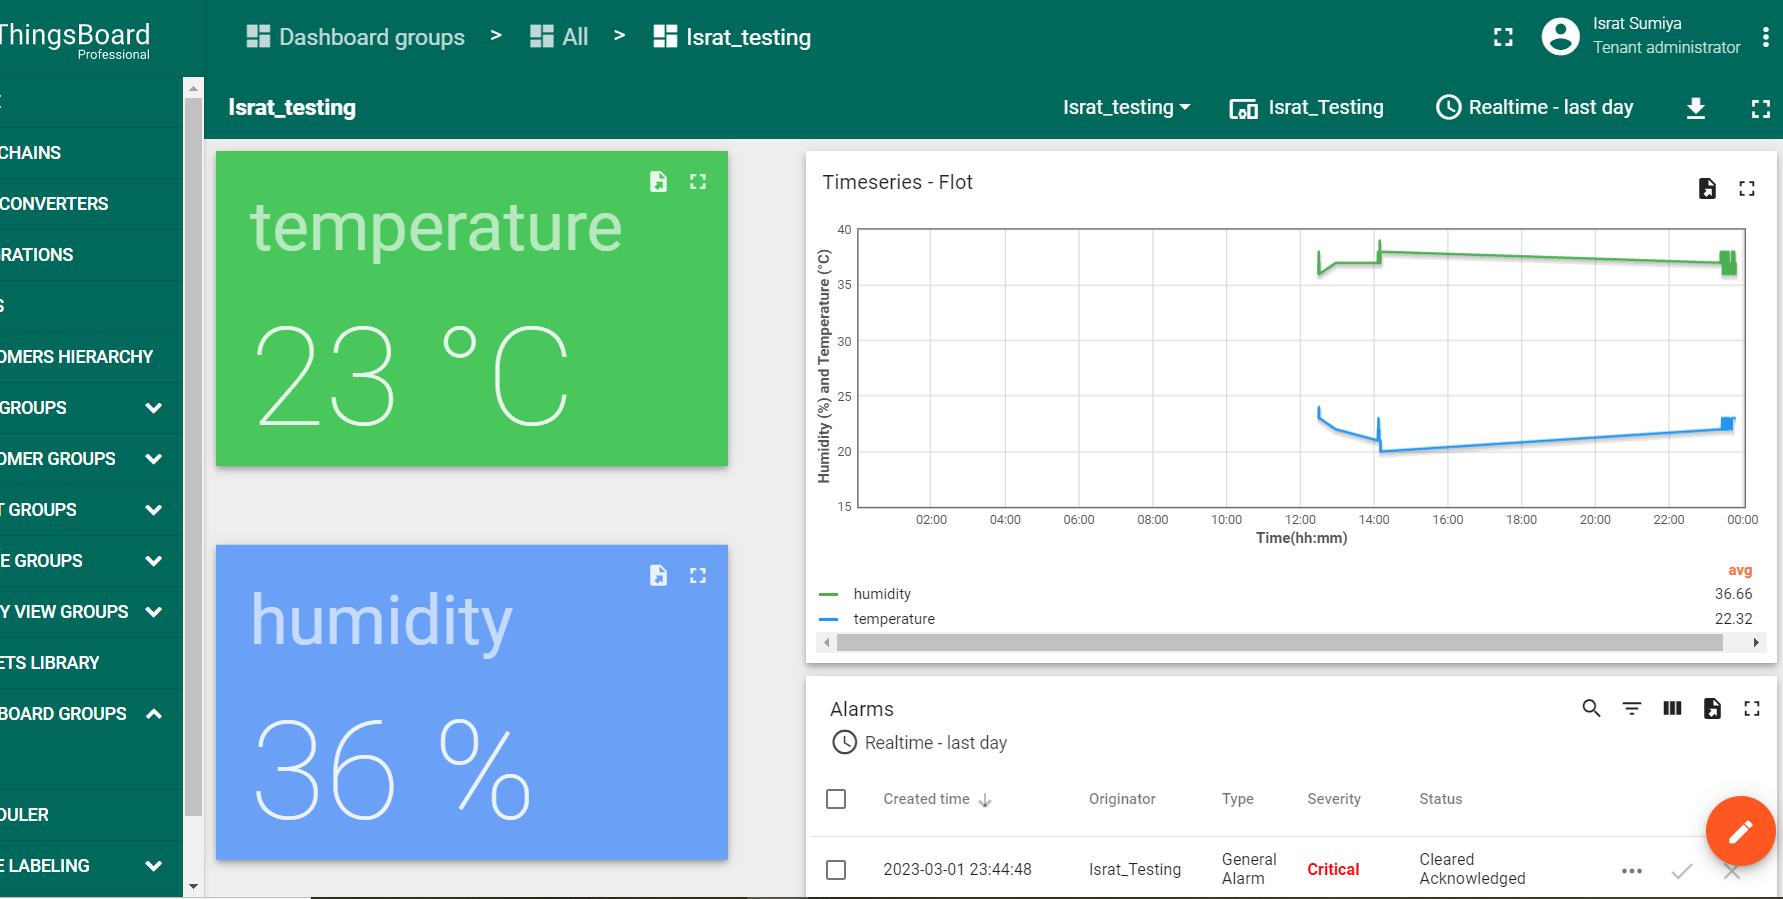 ThingsBoard
Professional
Dashboard groups > All > Israt_testing
Israt Sumiya
Tenant administrator
Israt_testing
Israt_testing
Israt_Testing
Realtime - last day
CHAINS
CONVERTERS
RATIONS
S
OMERS HIERARCHY
GROUPS
OMER GROUPS
T GROUPS
E GROUPS
Y VIEW GROUPS
ETS LIBRARY
BOARD GROUPS
DULER
E LABELING
temperature
23 °C
humidity
36 %
Timeseries - Flot
Humidity (%) and Temperature (°C)
40
35
30
25
20
15
02:00 04:00 06:00 08:00 10:00 12:00 14:00 16:00 18:00 20:00 22:00 00:00
Time(hh:mm)
avg
humidity 36.66
temperature 22.32
Alarms
Realtime - last day
Created time Originator Type Severity Status
2023-03-01 23:44:48 Israt_Testing General Alarm Critical Cleared Acknowledged